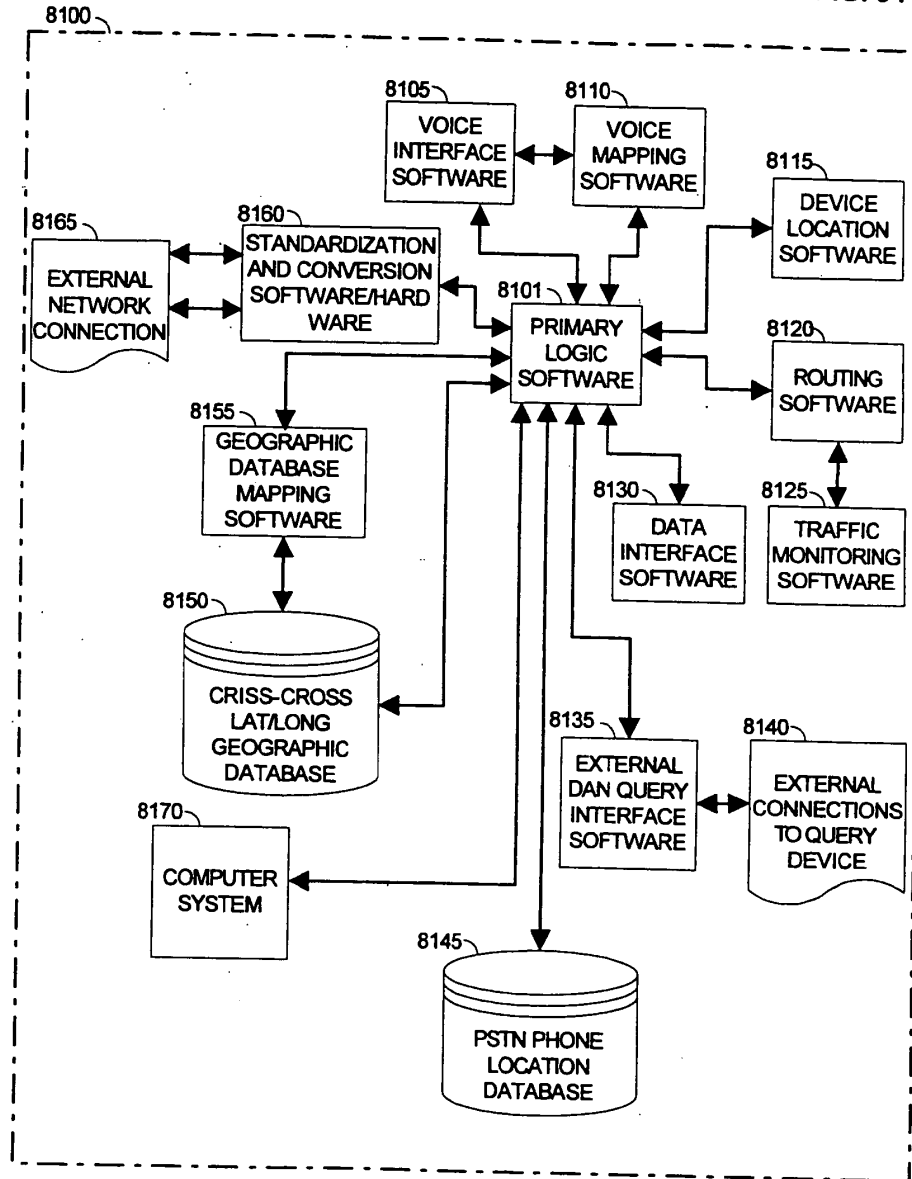 8100
8105
VOICE
INTERFACE
SOFTWARE
8110
VOICE
MAPPING
SOFTWARE
8115
DEVICE
LOCATION
SOFTWARE
8165
EXTERNAL
NETWORK
CONNECTION
8160
STANDARDIZATION
AND CONVERSION
SOFTWARE/HARD
WARE
8101
PRIMARY
LOGIC
SOFTWARE
8120
ROUTING
SOFTWARE
8155
GEOGRAPHIC
DATABASE
MAPPING
SOFTWARE
8130
DATA
INTERFACE
SOFTWARE
8125
TRAFFIC
MONITORING
SOFTWARE
8150
CRISS-CROSS
LAT/LONG
GEOGRAPHIC
DATABASE
8135
EXTERNAL
DAN QUERY
INTERFACE
SOFTWARE
8140
EXTERNAL
CONNECTIONS
TO QUERY
DEVICE
8170
COMPUTER
SYSTEM
8145
PSTN PHONE
LOCATION
DATABASE